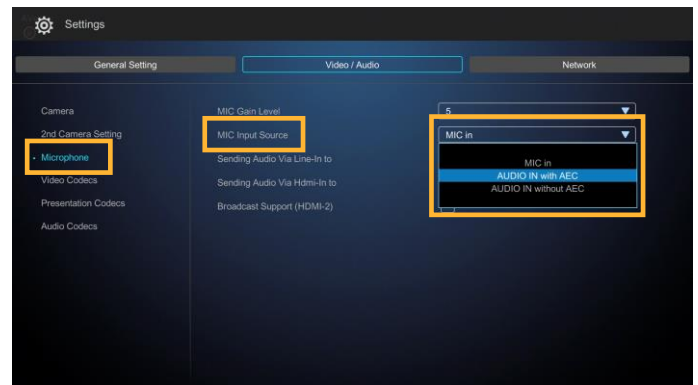 Settings
General Setting
Video / Audio
Network
Camera
2nd Camera Setting
Microphone
Video Codecs
Presentation Codecs
Audio Codecs
MIC Gain Level
5
MIC Input Source
MIC in
MIC in
AUDIO IN with AEC
AUDIO IN without AEC
Sending Audio Via Line-In to
Sending Audio Via Hdmi-In to
Broadcast Support (HDMI-2)